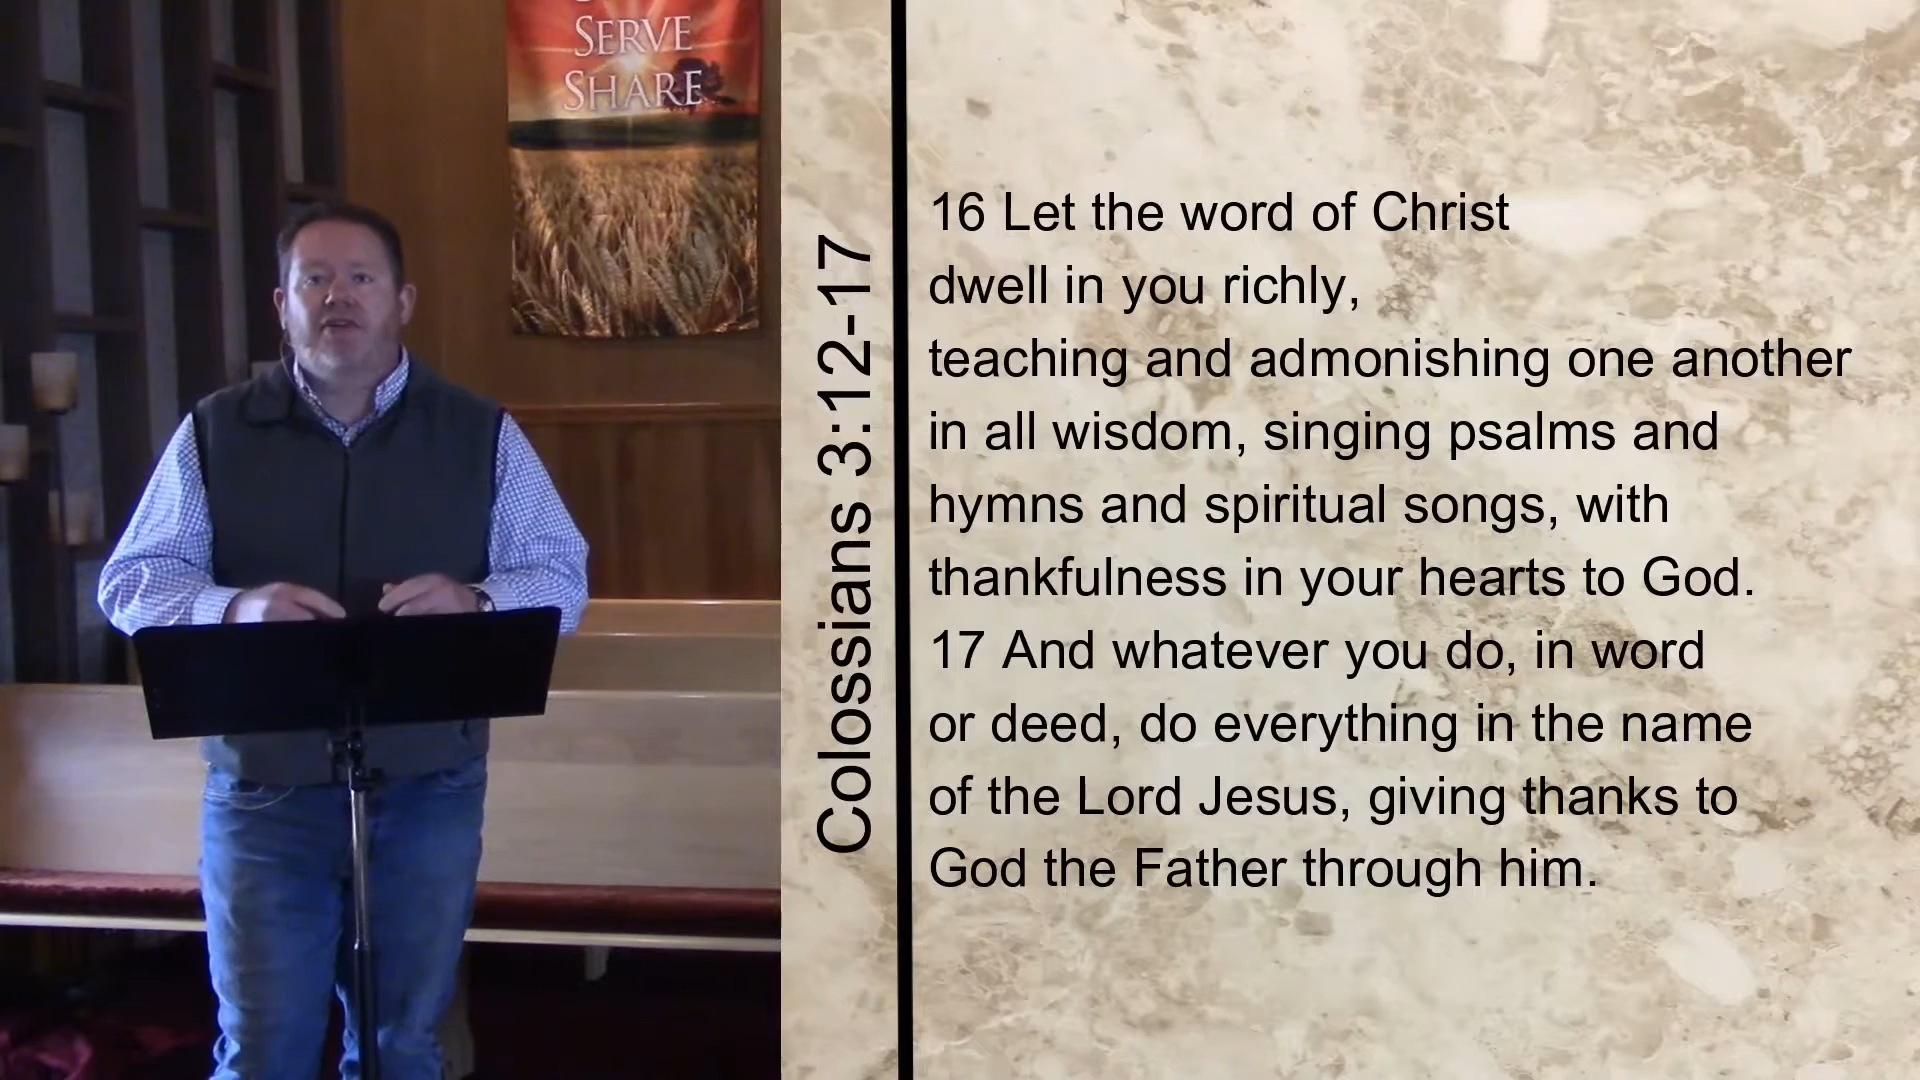 SERVE
SHARE
Colossians 3:12-17
16 Let the word of Christ
dwell in you richly,
teaching and admonishing one another
in all wisdom, singing psalms and
hymns and spiritual songs, with
thankfulness in your hearts to God.
17 And whatever you do, in word
or deed, do everything in the name
of the Lord Jesus, giving thanks to
God the Father through him.